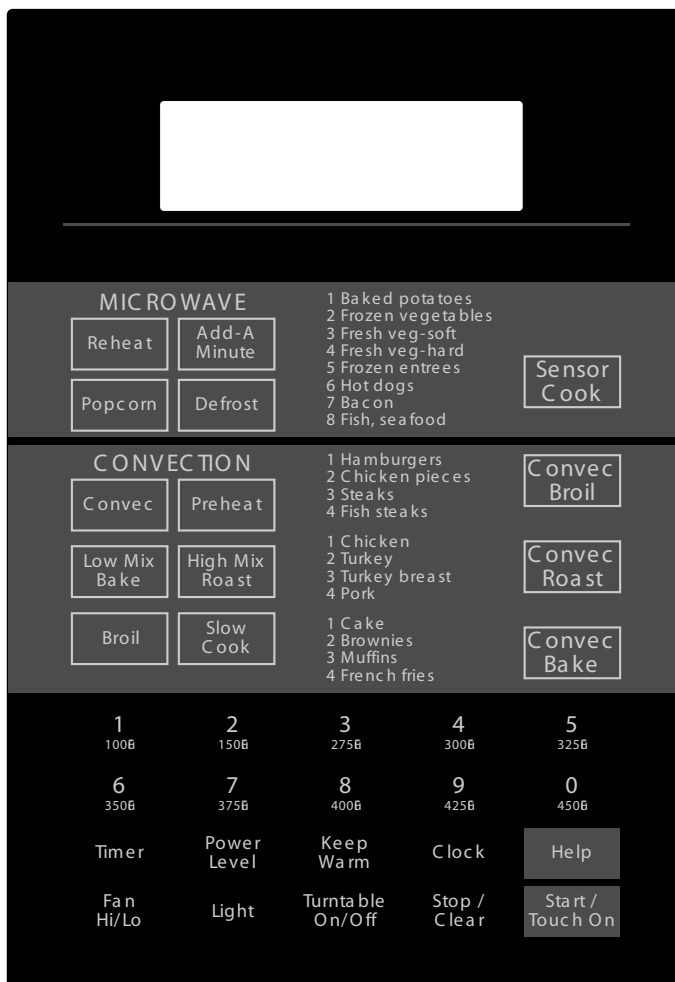 MICROWAVE
Reheat
Add-A
Minute
Popcorn
Defrost
1 Baked potatoes
2 Frozen vegetables
3 Fresh veg-soft
4 Fresh veg-hard
5 Frozen entrees
6 Hot dogs
7 Bacon
8 Fish, seafood
Sensor
Cook
CONVECTION
Convec
Preheat
Low Mix
Bake
High Mix
Roast
Broil
Slow
Cook
1 Hamburgers
2 Chicken pieces
3 Steaks
4 Fish steaks
Convec
Broil
1 Chicken
2 Turkey
3 Turkey breast
4 Pork
Convec
Roast
1 Cake
2 Brownies
3 Muffins
4 French fries
Convec
Bake
1 2 3 4 5
100°F 150°F 275°F 300°F 325°F
6 7 8 9 0
350°F 375°F 400°F 425°F 450°F
Timer
Power
Level
Keep
Warm
Clock
Help
Fan
Hi/Lo
Light
Turntable
On/Off
Stop /
Clear
Start /
Touch On